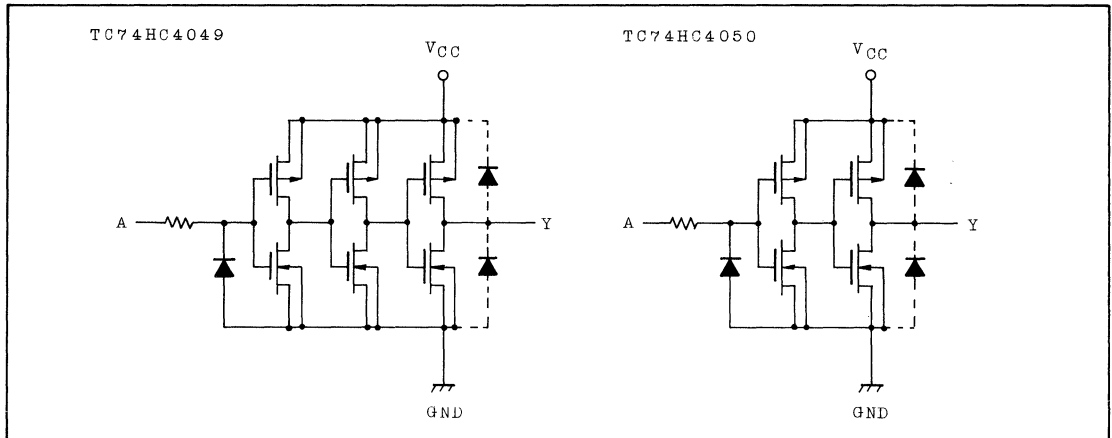 TC74HC4049
VCC
A
Y
GND
TC74HC4050
VCC
A
Y
GND